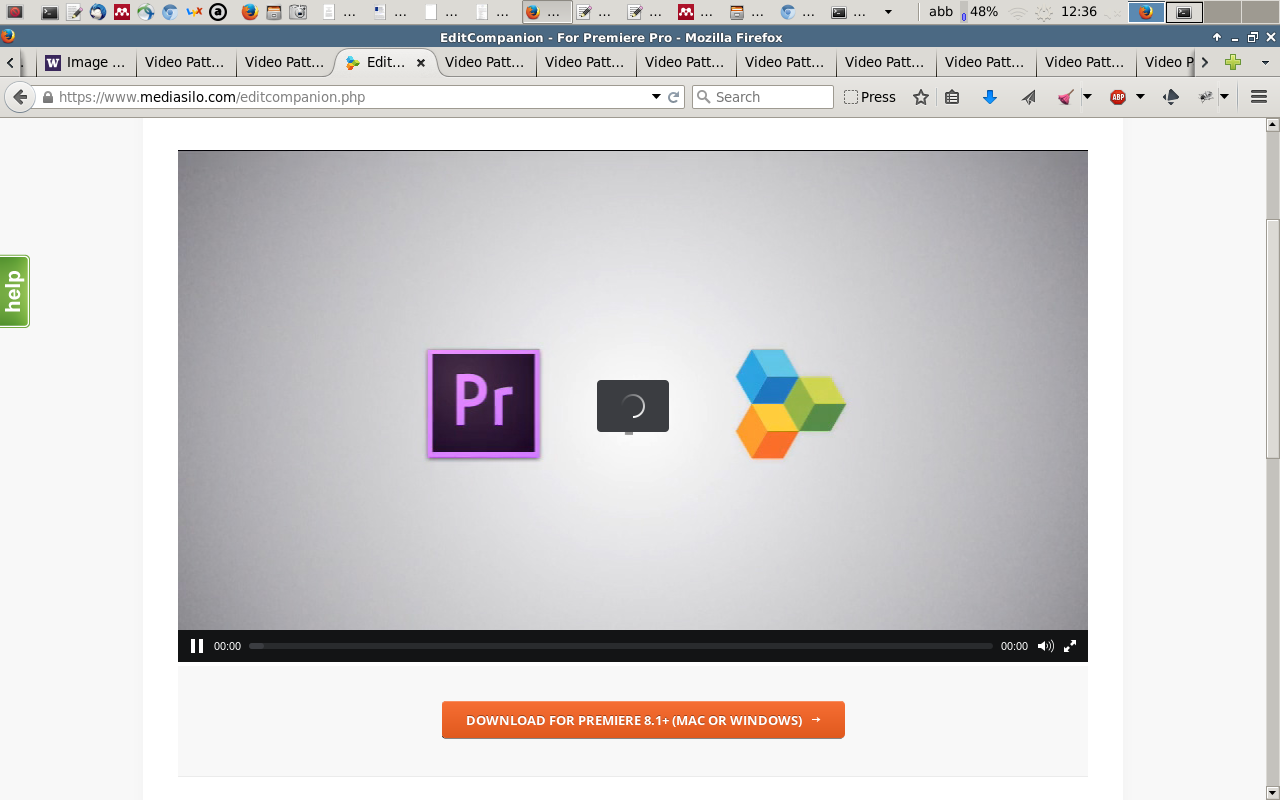 ... ... ... ... ... ... ... ... ... ... ... abb 0 48% 12:36
EditCompanion - For Premiere Pro - Mozilla Firefox
Image ... Video Patt... Video Patt... Edit... Video Patt... Video Patt... Video Patt... Video Patt... Video Patt... Video Patt... Video Patt... Video P
https://www.mediasilo.com/editcompanion.php Search Press ABP
help
Pr
00:00 00:00
DOWNLOAD FOR PREMIERE 8.1+ (MAC OR WINDOWS) →